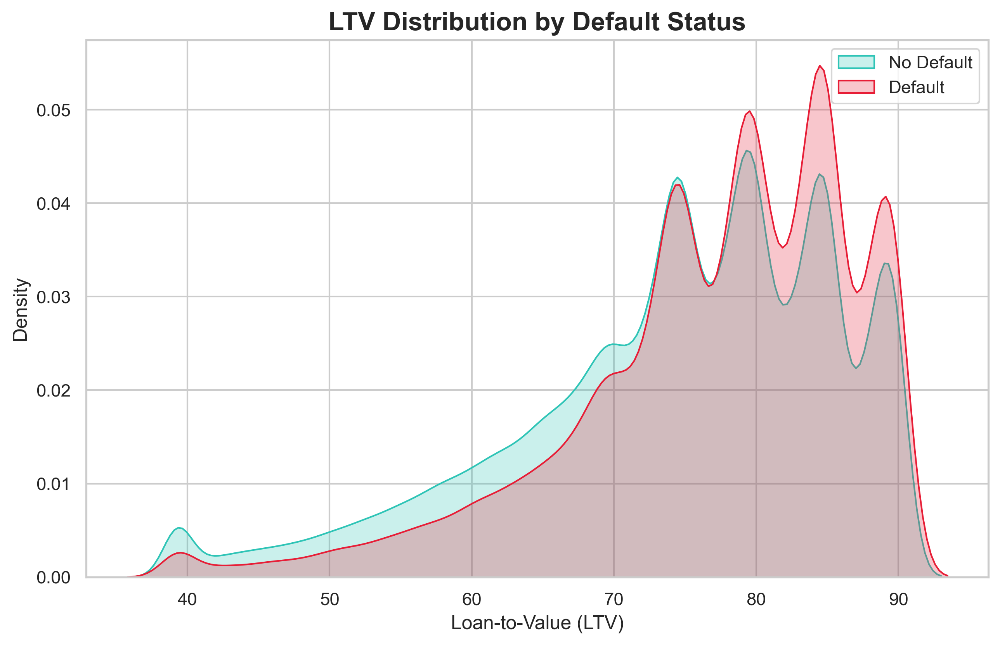 LTV Distribution by Default Status
No Default
Default
0.05
0.04
0.03
0.02
0.01
0.00
Density
40 50 60 70 80 90
Loan-to-Value (LTV)